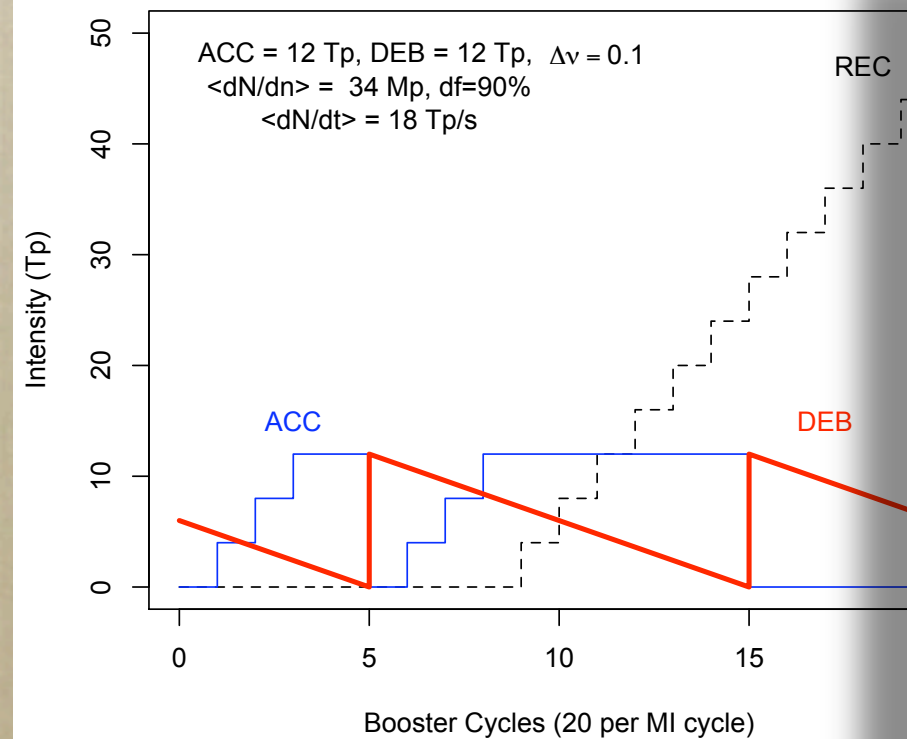 ACC = 12 Tp, DEB = 12 Tp, Δν = 0.1
<dN/dn> = 34 Mp, df=90%
<dN/dt> = 18 Tp/s
REC
ACC
DEB
Intensity (Tp)
50
40
30
20
10
0
0 5 10 15
Booster Cycles (20 per MI cycle)